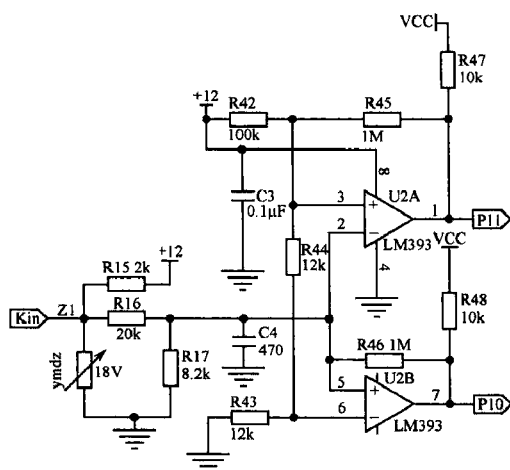 VCC
R47
10k
+12
R42
100k
R45
1M
8
C3
0.1μF
3
2
+
−
U2A
1
P11
LM393
4
VCC
R44
12k
+12
R15 2k
Kin
Z1
R16
20k
R48
10k
ymdz
18V
R17
8.2k
C4
470
R46 1M
5
6
+
−
U2B
7
P10
LM393
R43
12k